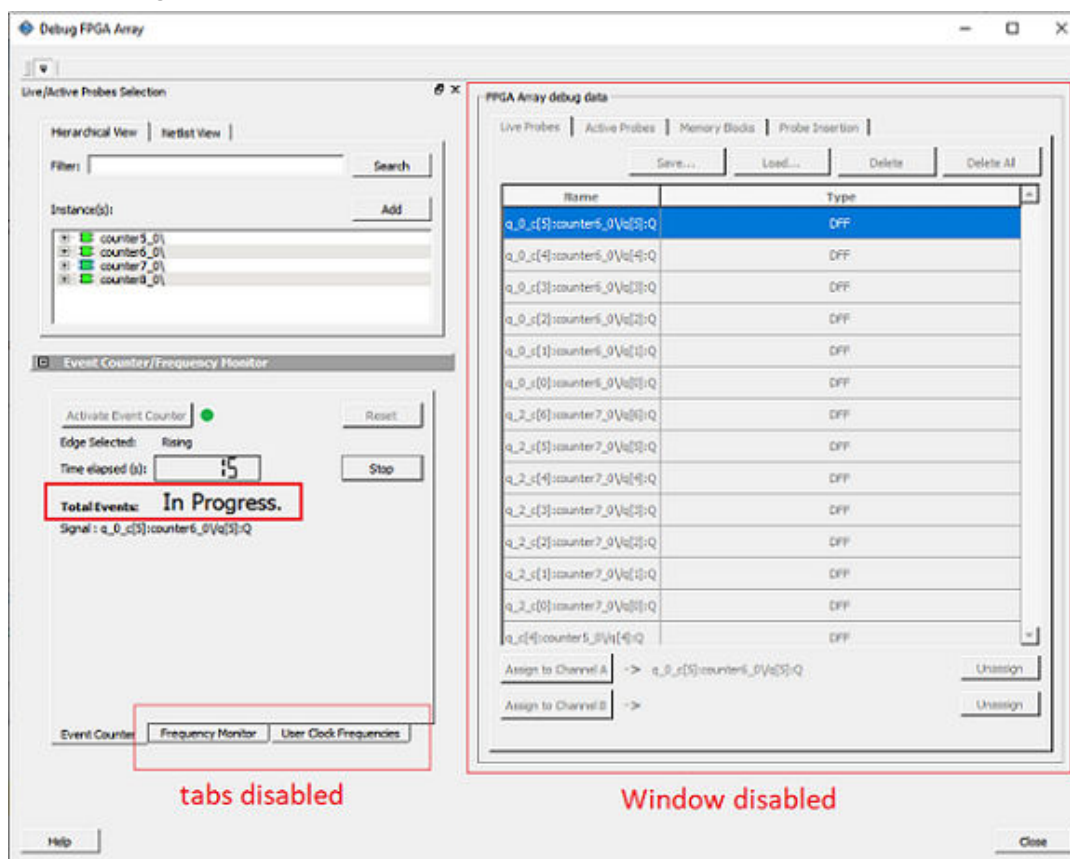 Debug FPGA Array
Live/Active Probes Selection
Hierarchical View
Netlist View
Filter:
Search
Instance(s):
Add
counter5_0\
counter6_0\
counter7_0\
counter8_0\
Event Counter/Frequency Monitor
Activate Event Counter
Reset
Edge Selected: Rising
Time elapsed (s): 15
Stop
Total Events: In Progress.
Signal : q_0_c[5]:counter6_0\/q[5]:Q
Event Counter
Frequency Monitor
User Clock Frequencies
tabs disabled
FPGA Array debug data
Live Probes
Active Probes
Memory Blocks
Probe Insertion
Save...
Load...
Delete
Delete All
Name Type
q_0_c[5]:counter6_0\/q[5]:Q DFF
q_0_c[4]:counter6_0\/q[4]:Q DFF
q_0_c[3]:counter6_0\/q[3]:Q DFF
q_0_c[2]:counter6_0\/q[2]:Q DFF
q_0_c[1]:counter6_0\/q[1]:Q DFF
q_0_c[0]:counter6_0\/q[0]:Q DFF
q_2_c[6]:counter7_0\/q[6]:Q DFF
q_2_c[5]:counter7_0\/q[5]:Q DFF
q_2_c[4]:counter7_0\/q[4]:Q DFF
q_2_c[3]:counter7_0\/q[3]:Q DFF
q_2_c[2]:counter7_0\/q[2]:Q DFF
q_2_c[1]:counter7_0\/q[1]:Q DFF
q_2_c[0]:counter7_0\/q[0]:Q DFF
q_c[4]:counter5_0\/q[4]:Q DFF
Assign to Channel A -> q_0_c[5]:counter6_0\/q[5]:Q Unassign
Assign to Channel B -> Unassign
Window disabled
Help
Close